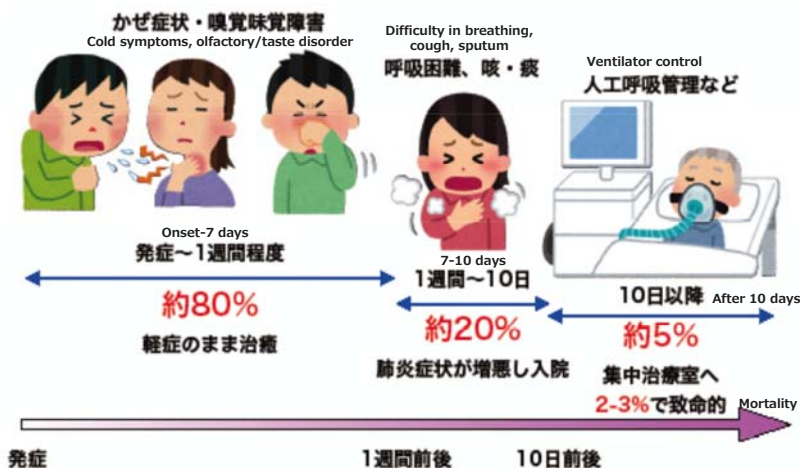 かぜ症状・嗅覚味覚障害
Cold symptoms, olfactory/taste disorder
Difficulty in breathing,
cough, sputum
呼吸困難、咳・痰
Ventilator control
人工呼吸管理など
Onset-7 days
発症〜1週間程度
約80%
軽症のまま治癒
7-10 days
1週間〜10日
約20%
肺炎症状が増悪し入院
10日以降 After 10 days
約5%
集中治療室へ
2-3%で致命的 Mortality
発症
1週間前後
10日前後